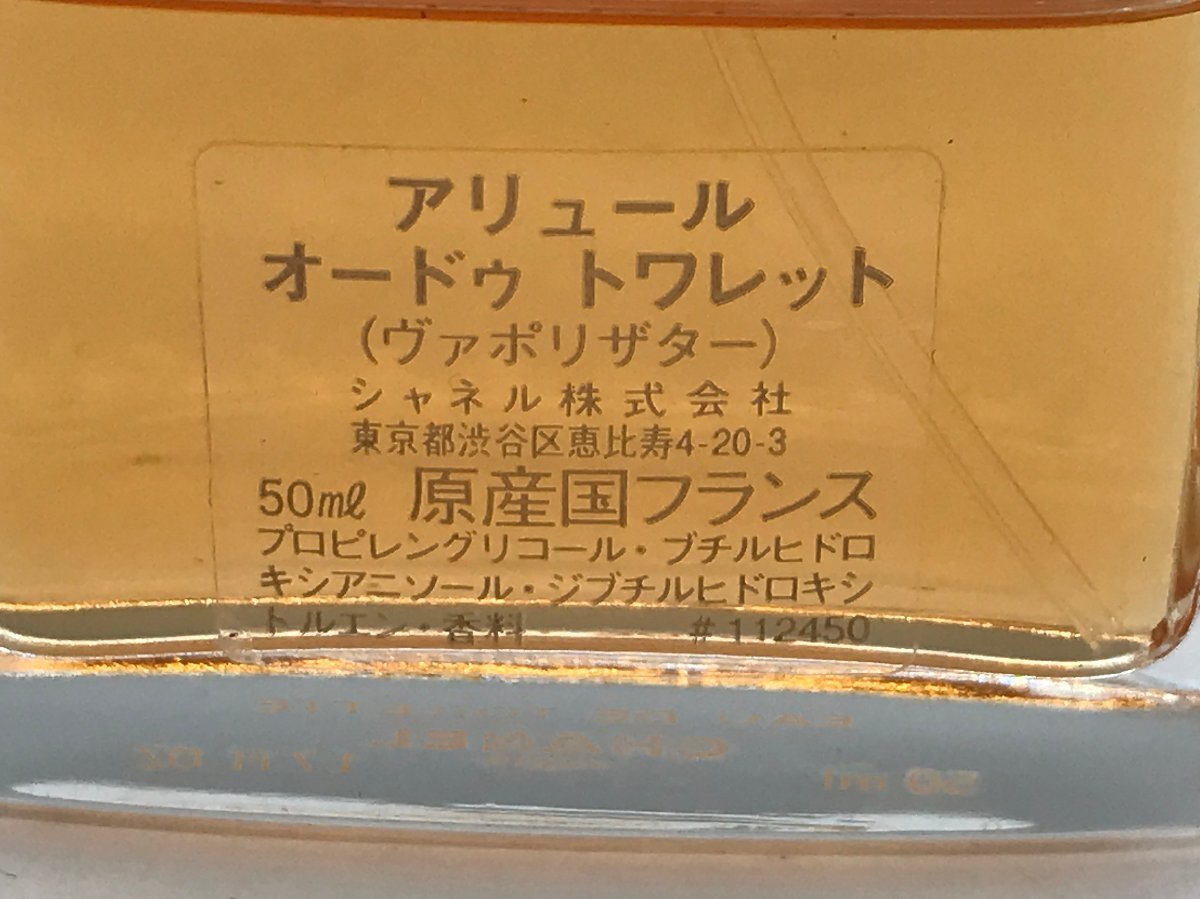 アリュール
オードゥ トワレット
(ヴァポリザター)
シャネル株式会社
東京都渋谷区恵比寿4-20-3
50mℓ 原産国フランス
プロピレングリコール・ブチルヒドロ
キシアニソール・ジブチルヒドロキシ
トルエン・香料 #112450
CHANEL
50 ml